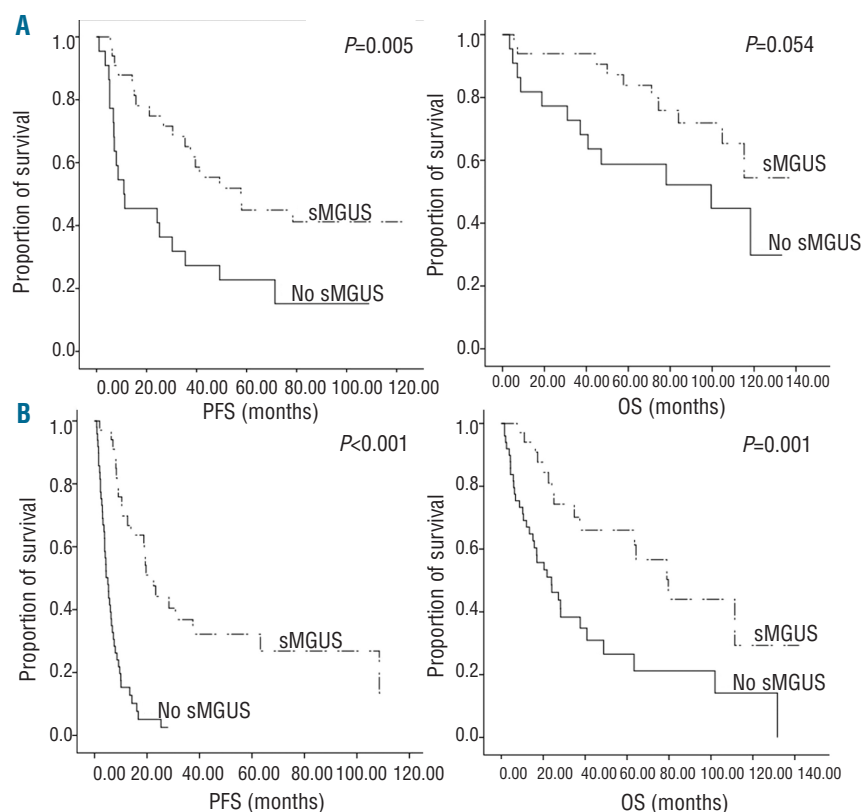 A
P=0.005
Proportion of survival
1.0
0.8
0.6
0.4
0.2
0.0
sMGUS
No sMGUS
0.00 20.00 40.00 60.00 80.00 100.00 120.00
PFS (months)
P=0.054
Proportion of survival
1.0
0.8
0.6
0.4
0.2
0.0
sMGUS
No sMGUS
0.00 20.00 40.00 60.00 80.00 100.00 120.00 140.00
OS (months)
B
P<0.001
Proportion of survival
1.0
0.8
0.6
0.4
0.2
0.0
sMGUS
No sMGUS
0.00 20.00 40.00 60.00 80.00 100.00 120.00
PFS (months)
P=0.001
Proportion of survival
1.0
0.8
0.6
0.4
0.2
0.0
sMGUS
No sMGUS
0.00 20.00 40.00 60.00 80.00 100.00 120.00 140.00
OS (months)